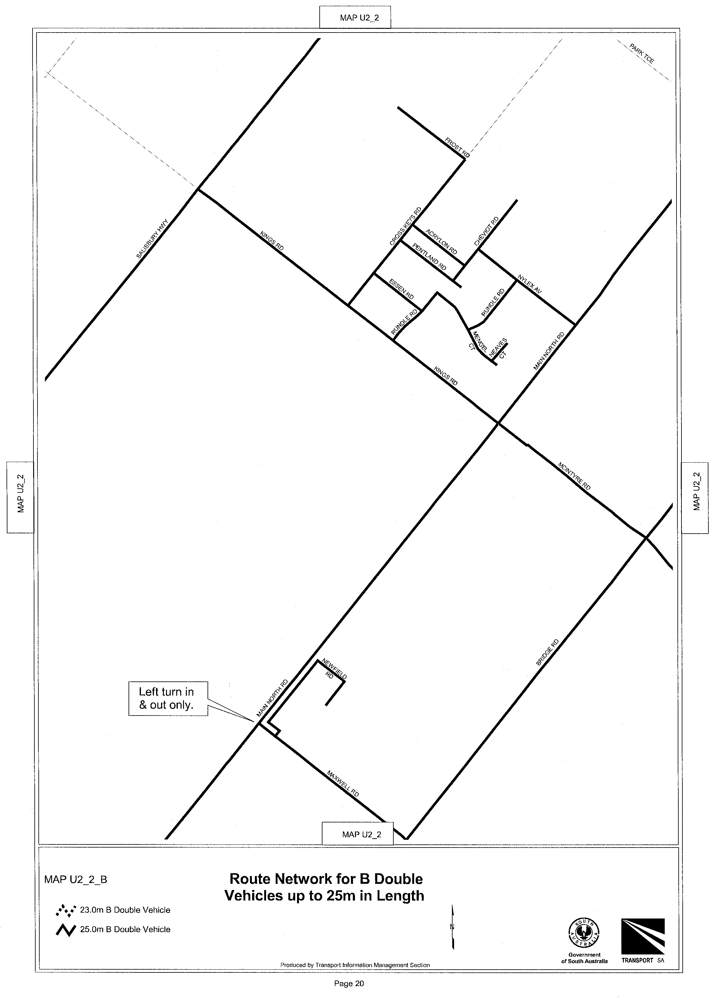 MAP U2_2
PARK TCE
FROST RD
CROSS KEYS RD
SALISBURY HWY
KINGS RD
ACRYLON RD
CHEVIOT RD
PENTLAND RD
ESSEN RD
NYLEX AV
RUNDLE RD
RUNDLE RD
MENGEL
CT
NEAVES
CT
MAIN NORTH RD
KINGS RD
MCINTYRE RD
MAP U2_2
MAP U2_2
BRIDGE RD
NEWFIELD
RD
MAIN NORTH RD
Left turn in
& out only.
MAXWELL RD
MAP U2_2
MAP U2_2_B
Route Network for B Double
Vehicles up to 25m in Length
23.0m B Double Vehicle
25.0m B Double Vehicle
N
SOUTH
AUSTRALIA
Government
of South Australia
TRANSPORT SA
Produced by Transport Information Management Section
Page 20